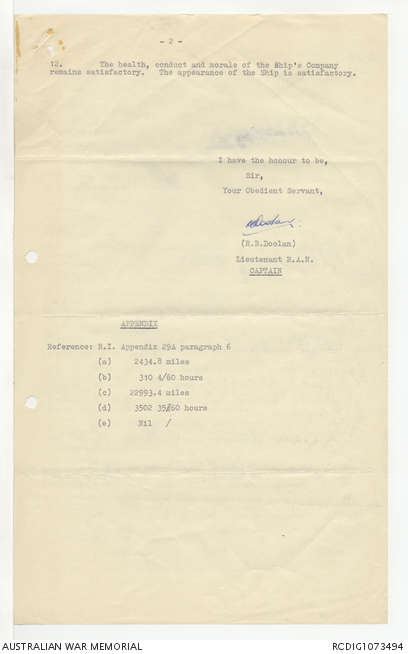 - 2 -
12. The health, conduct and morale of the Ship's Company
remains satisfactory. The appearance of the Ship is satisfactory.
I have the honour to be,
Sir,
Your Obedient Servant,
(R.B.Doolan)
Lieutenant R.A.N.
CAPTAIN
APPENDIX
Reference: N.I. Appendix 29A paragraph 6
(a) 2434.8 miles
(b) 310 4/60 hours
(c) 22993.4 miles
(d) 3502 35/60 hours
(e) Nil /
AUSTRALIAN WAR MEMORIAL
RCDIG1073494